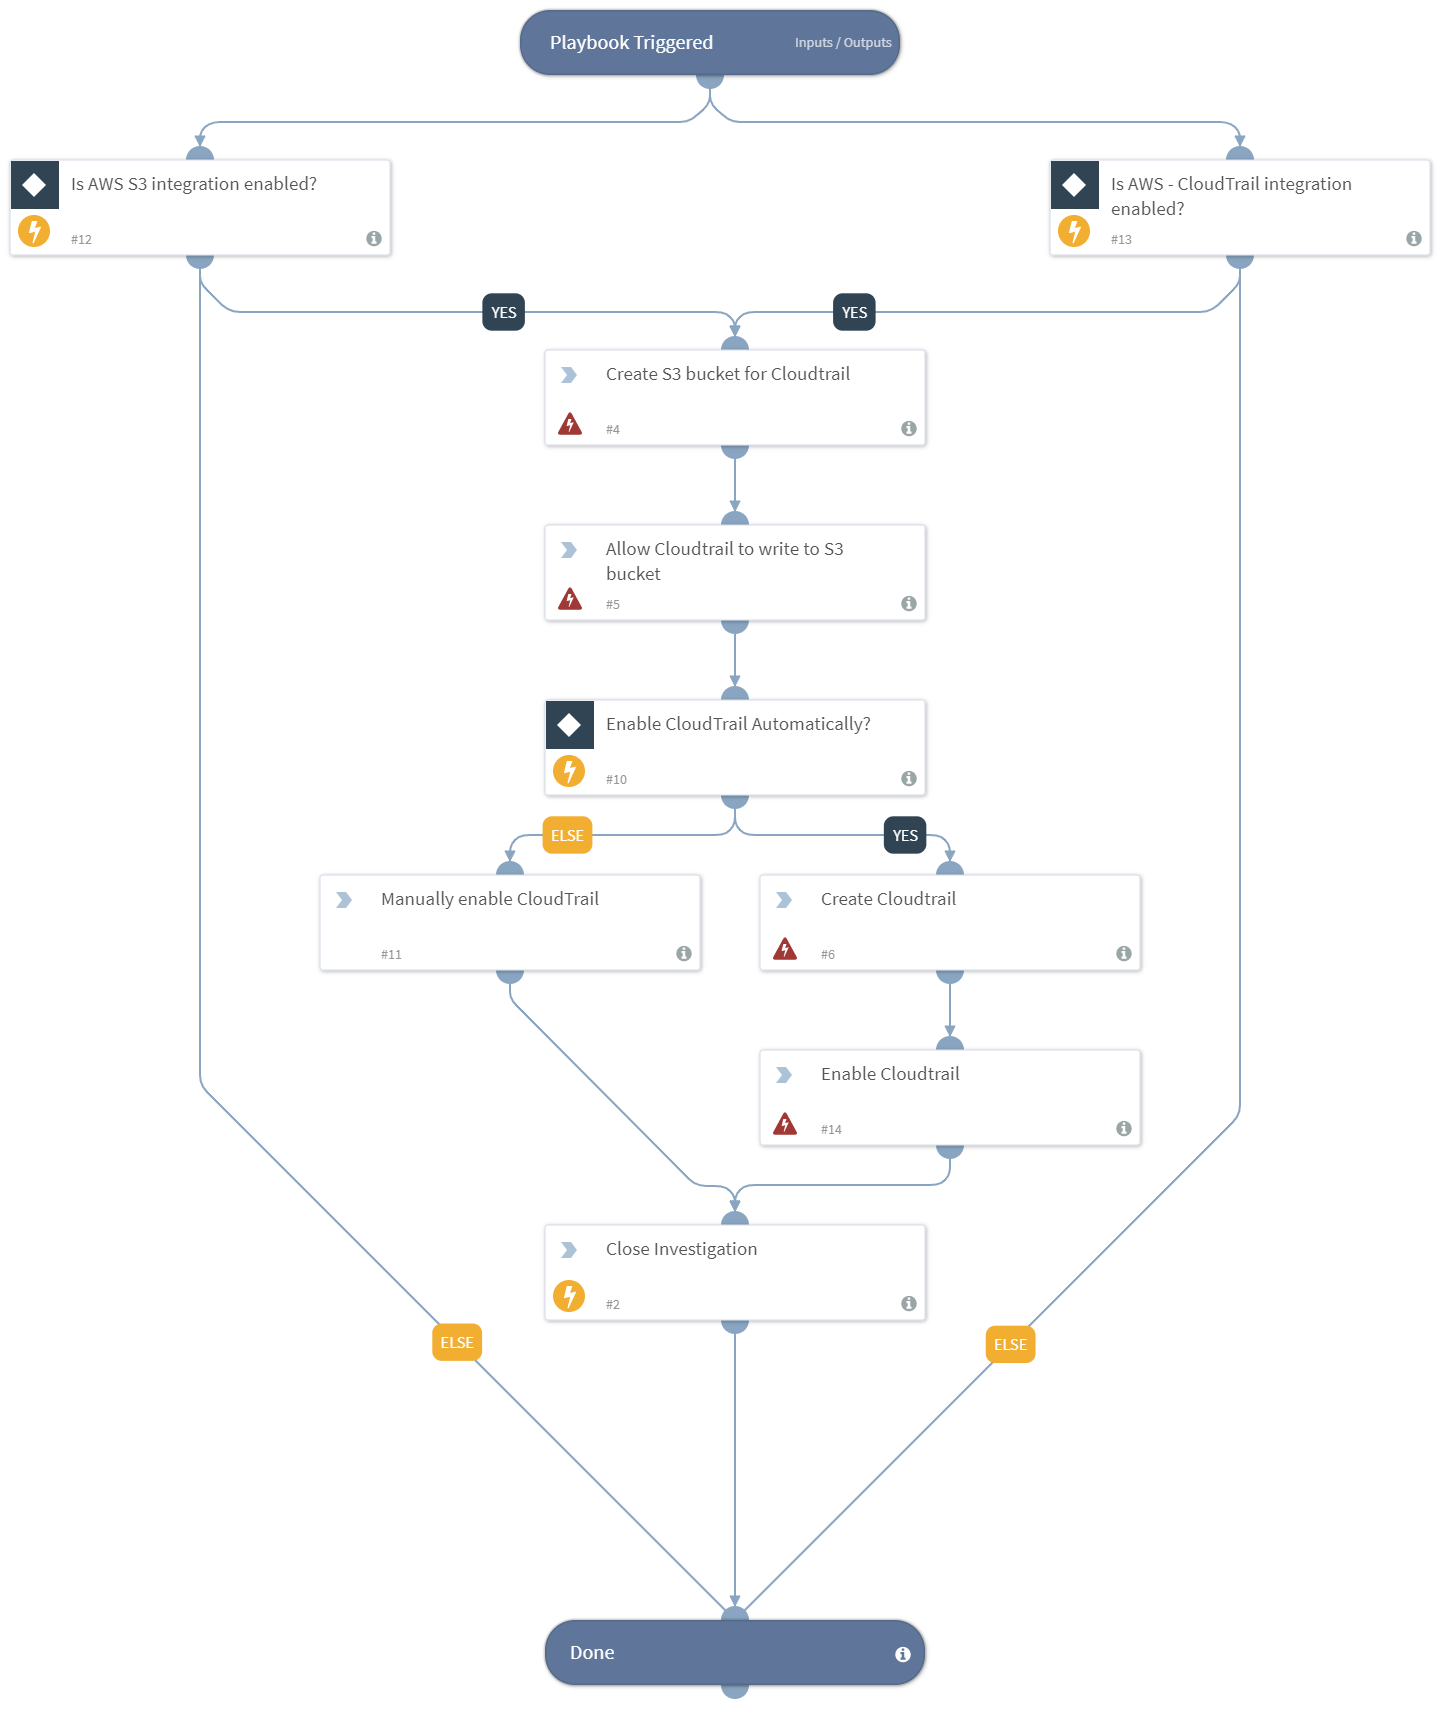 Playbook Triggered
Inputs / Outputs
Is AWS S3 integration enabled?
#12
Is AWS - CloudTrail integration
enabled?
#13
YES
YES
Create S3 bucket for Cloudtrail
#4
Allow Cloudtrail to write to S3
bucket
#5
Enable CloudTrail Automatically?
#10
ELSE
YES
Manually enable CloudTrail
#11
Create Cloudtrail
#6
Enable Cloudtrail
#14
Close Investigation
#2
ELSE
ELSE
Done